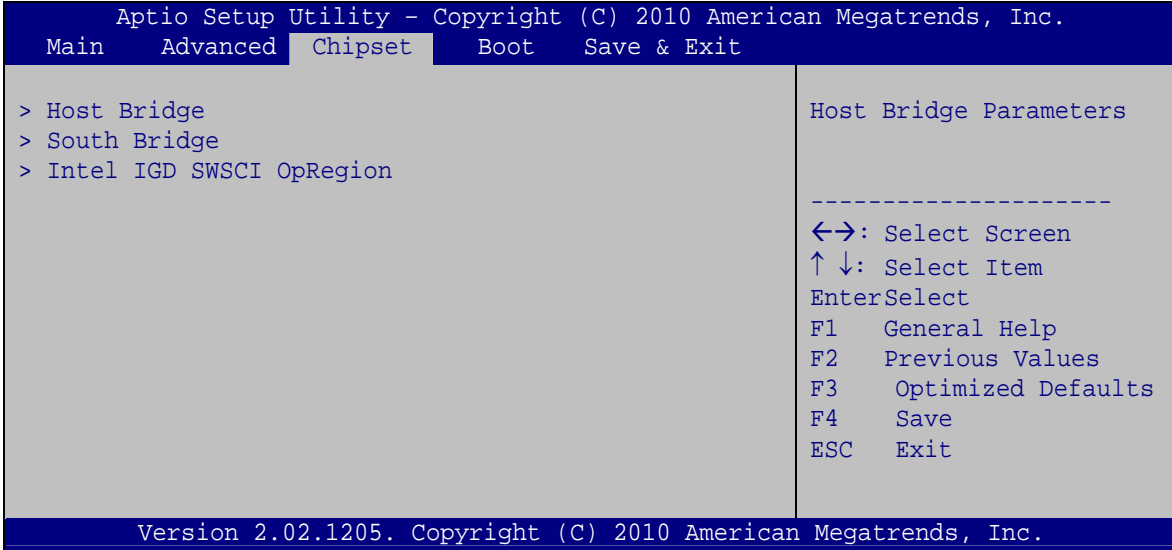 Aptio Setup Utility – Copyright (C) 2010 American Megatrends, Inc.
Main Advanced Chipset Boot Save & Exit
> Host Bridge
> South Bridge
> Intel IGD SWSCI OpRegion
Host Bridge Parameters
---------------------
←→: Select Screen
↑ ↓: Select Item
EnterSelect
F1 General Help
F2 Previous Values
F3 Optimized Defaults
F4 Save
ESC Exit
Version 2.02.1205. Copyright (C) 2010 American Megatrends, Inc.